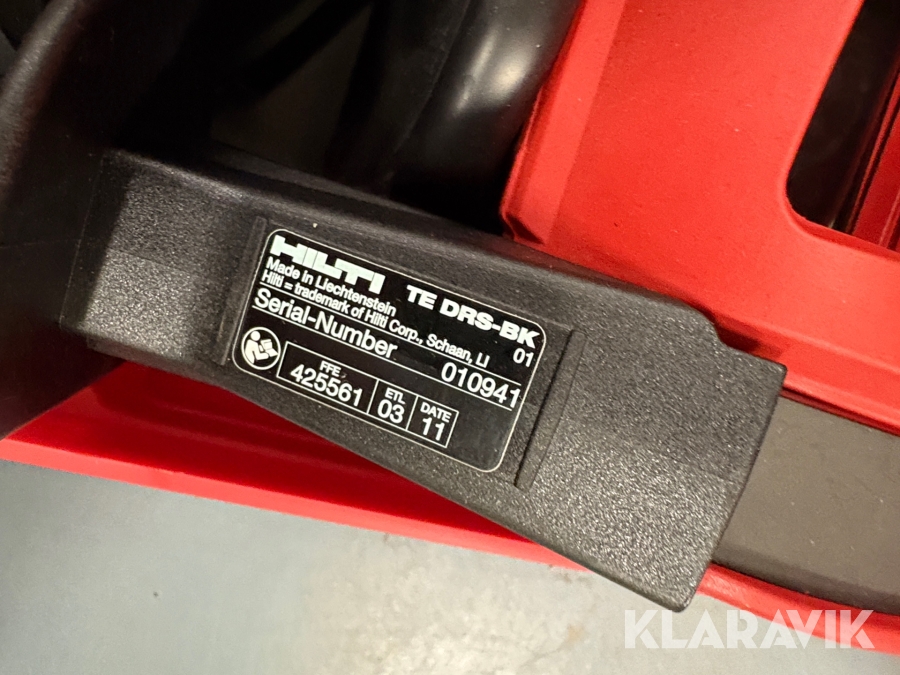 HILTI TE DRS-BK
Made in Liechtenstein 01
Hilti = trademark of Hilti Corp., Schaan, LI
Serial-Number 010941
FFE ETL DATE
425561 03 11
KLARAVIK